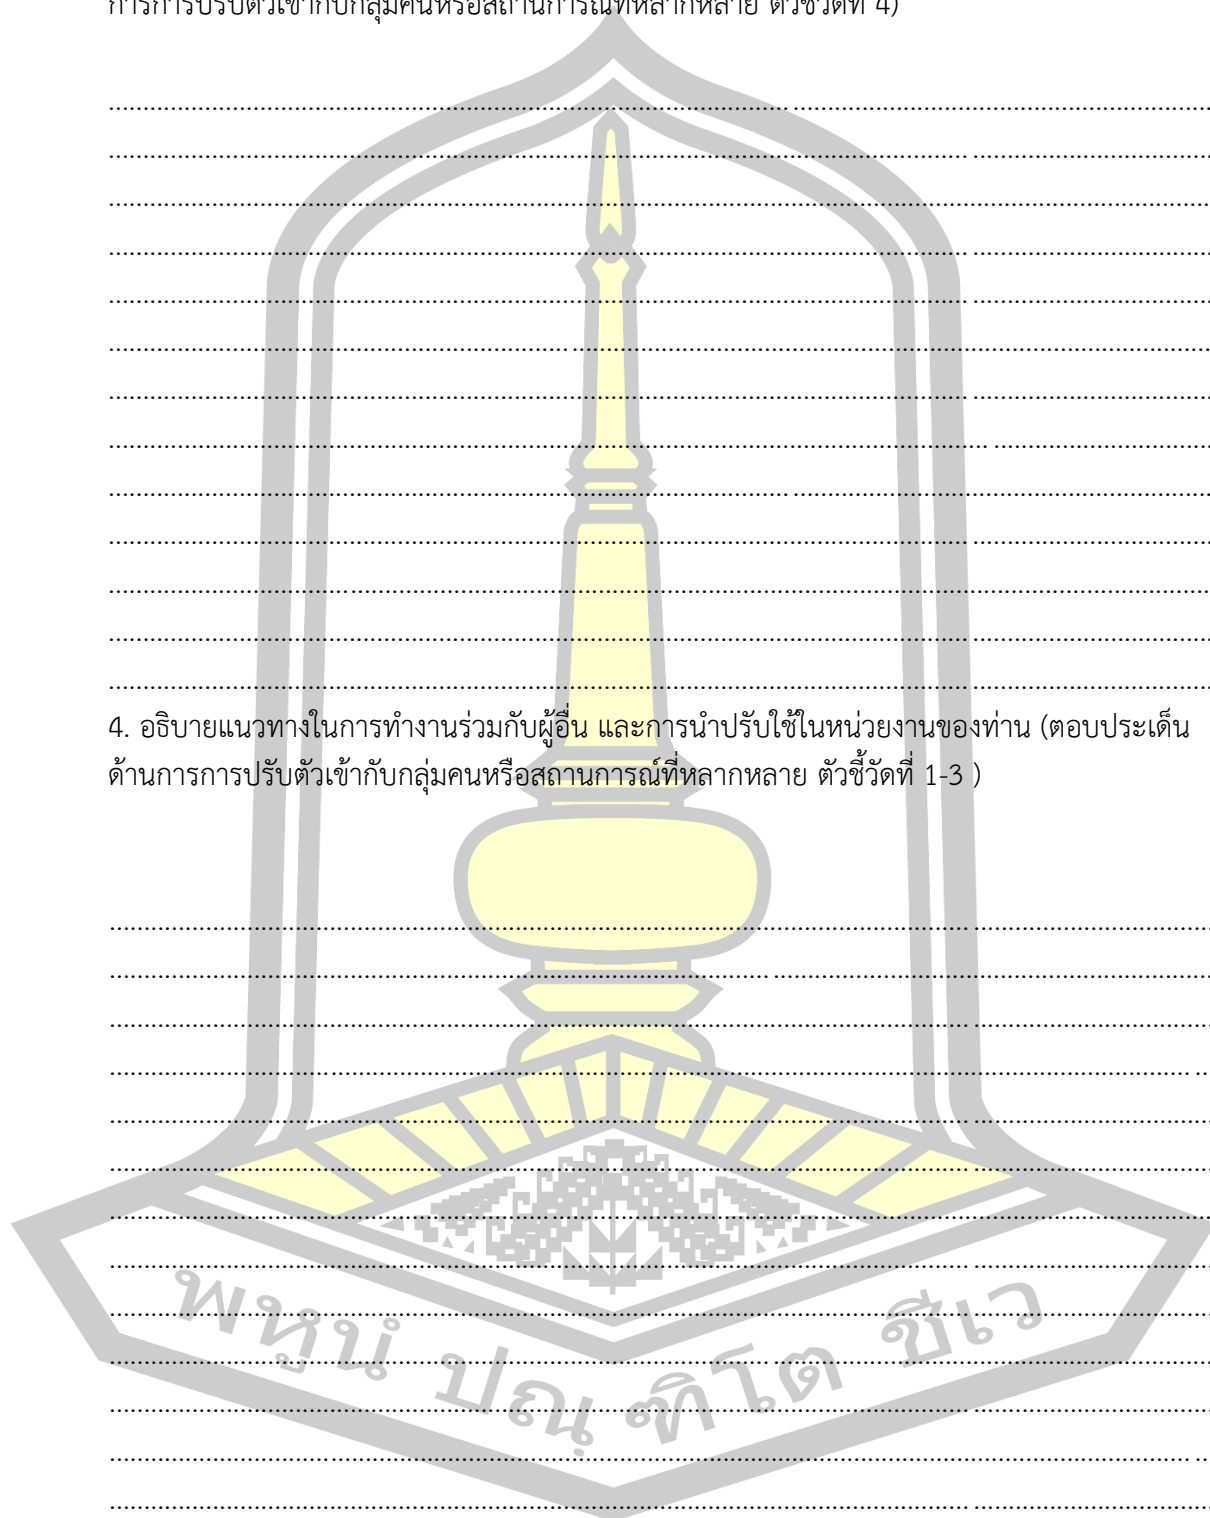 การการปรับตัวเข้ากับกลุ่มคนหรือสถานการณ์ที่หลากหลาย ตัวชี้วัดที่ 4)
4. อธิบายแนวทางในการทำงานร่วมกับผู้อื่น และการนำปรับใช้ในหน่วยงานของท่าน (ตอบประเด็น
ด้านการการปรับตัวเข้ากับกลุ่มคนหรือสถานการณ์ที่หลากหลาย ตัวชี้วัดที่ 1-3 )
พหูนํ ปณฺฑิโต ชีเว